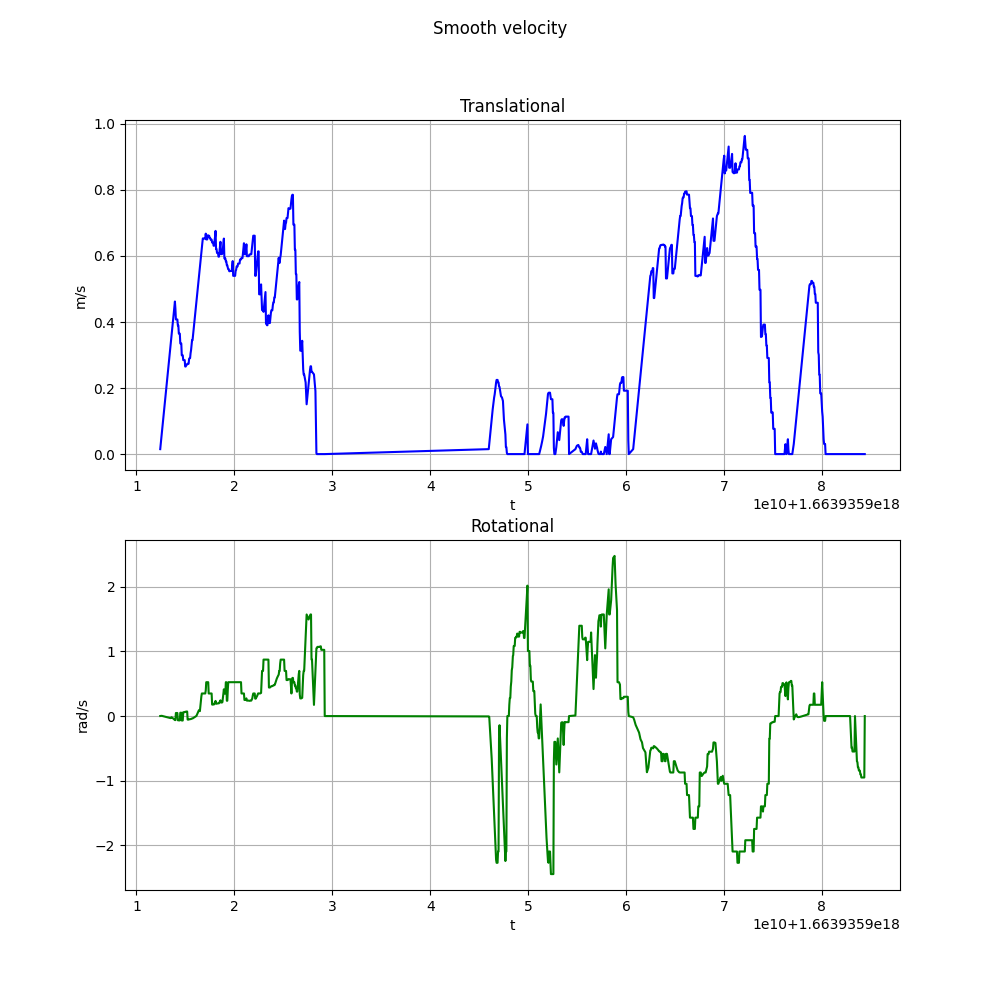 Smooth velocity
Translational
1.0
0.8
0.6
0.4
0.2
0.0
m/s
1 2 3 4 5 6 7 8
t
1e10+1.6639359e18
Rotational
2
1
0
−1
−2
rad/s
1 2 3 4 5 6 7 8
t
1e10+1.6639359e18